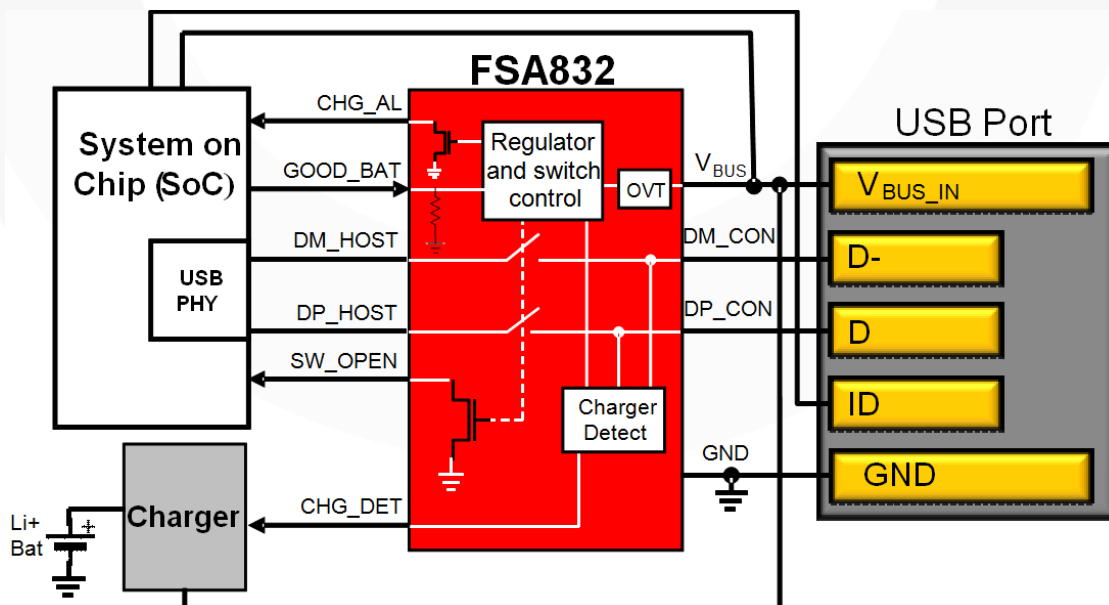 FSA832
USB Port
System on
Chip (SoC)
USB
PHY
CHG_AL
GOOD_BAT
DM_HOST
DP_HOST
SW_OPEN
CHG_DET
Regulator
and switch
control
OVT
Charger
Detect
VBUS
DM_CON
DP_CON
GND
VBUS_IN
D-
D
ID
GND
Charger
Li+
Bat
+